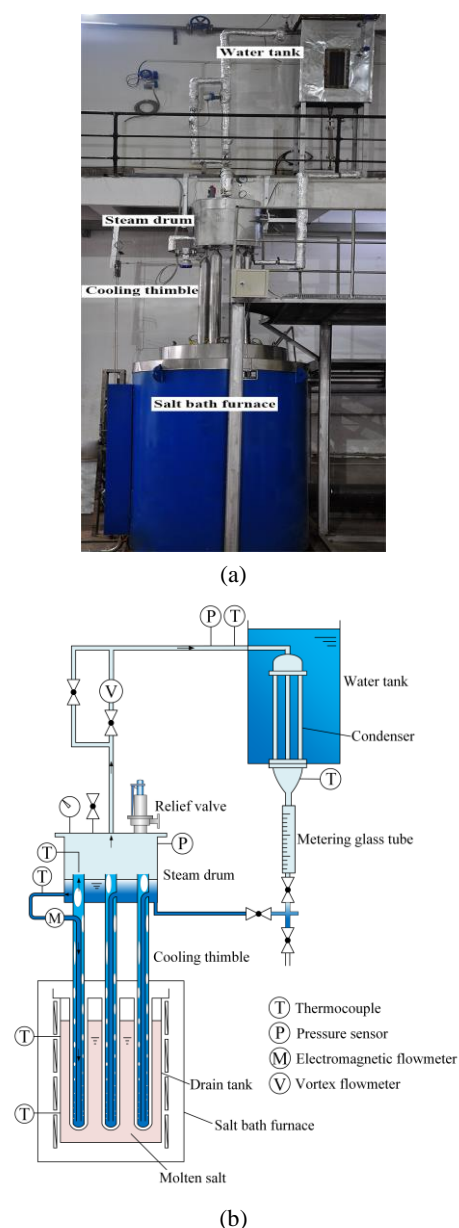 Water tank
Steam drum
Cooling thimble
Salt bath furnace
(a)
P
T
V
Water tank
Condenser
T
Relief valve
Metering glass tube
P
T
Steam drum
T
M
Cooling thimble
T Thermocouple
P Pressure sensor
M Electromagnetic flowmeter
V Vortex flowmeter
T
Drain tank
T
Salt bath furnace
Molten salt
(b)